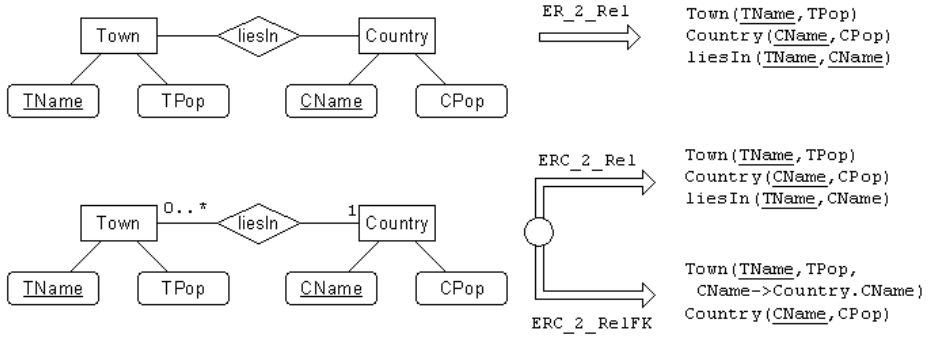 ER_2_Rel
Town liesIn Country
TName TPop CName CPop
Town(TName,TPop)
Country(CName,CPop)
liesIn(TName,CName)
ERC_2_Rel
Town 0..* liesIn 1 Country
TName TPop CName CPop
Town(TName,TPop)
Country(CName,CPop)
liesIn(TName,CName)
ERC_2_RelFK
Town(TName,TPop,
CName->Country.CName)
Country(CName,CPop)